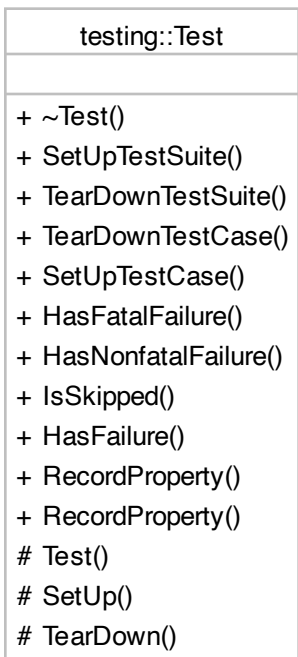 testing::Test
+ ~Test()
+ SetUpTestSuite()
+ TearDownTestSuite()
+ TearDownTestCase()
+ SetUpTestCase()
+ HasFatalFailure()
+ HasNonfatalFailure()
+ IsSkipped()
+ HasFailure()
+ RecordProperty()
+ RecordProperty()
# Test()
# SetUp()
# TearDown()